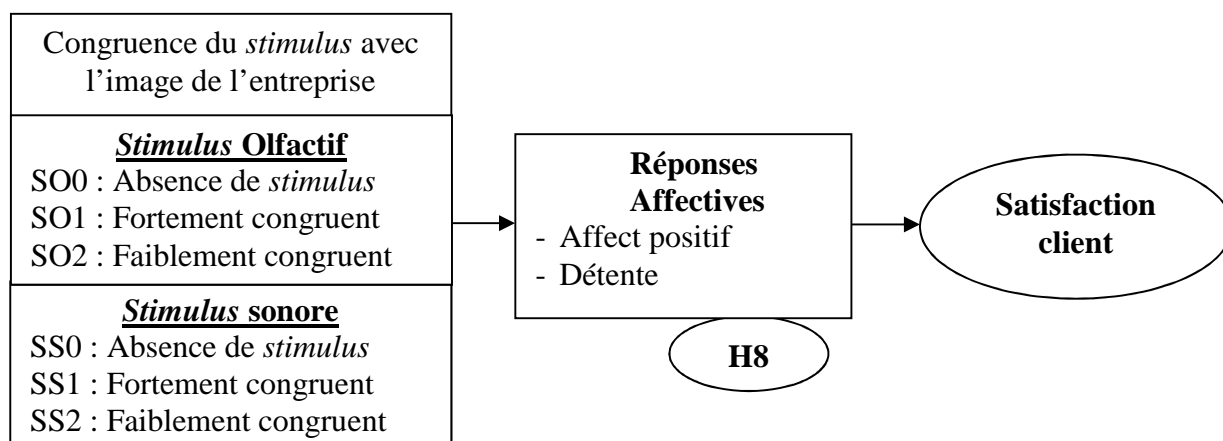 Congruence du stimulus avec
l'image de l'entreprise
Stimulus Olfactif
SO0 : Absence de stimulus
SO1 : Fortement congruent
SO2 : Faiblement congruent
Stimulus sonore
SS0 : Absence de stimulus
SS1 : Fortement congruent
SS2 : Faiblement congruent
Réponses
Affectives
- Affect positif
- Détente
H8
Satisfaction
client